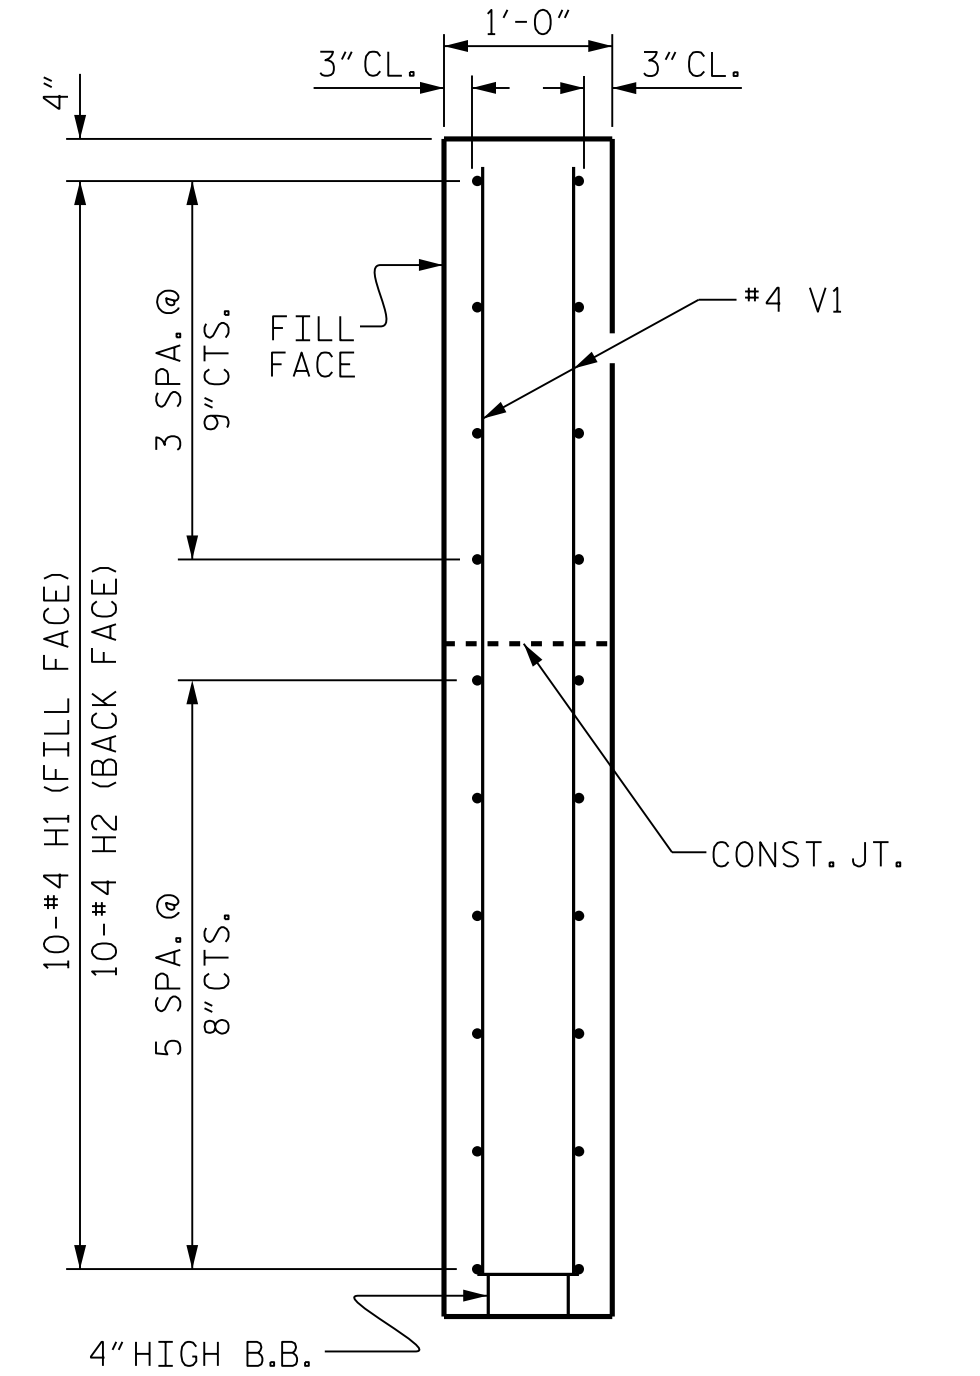 1'-0"
3" CL.
3" CL.
4"
#4 V1
FILL
FACE
3 SPA. @
9" CTS.
10-#4 H1 (FILL FACE)
10-#4 H2 (BACK FACE)
CONST. JT.
5 SPA. @
8" CTS.
4" HIGH B.B.